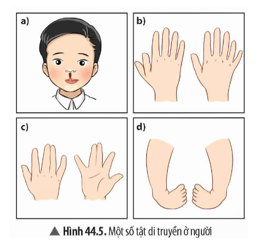 a)
b)
c)
d)
▲ Hình 44.5. Một số tật di truyền ở người